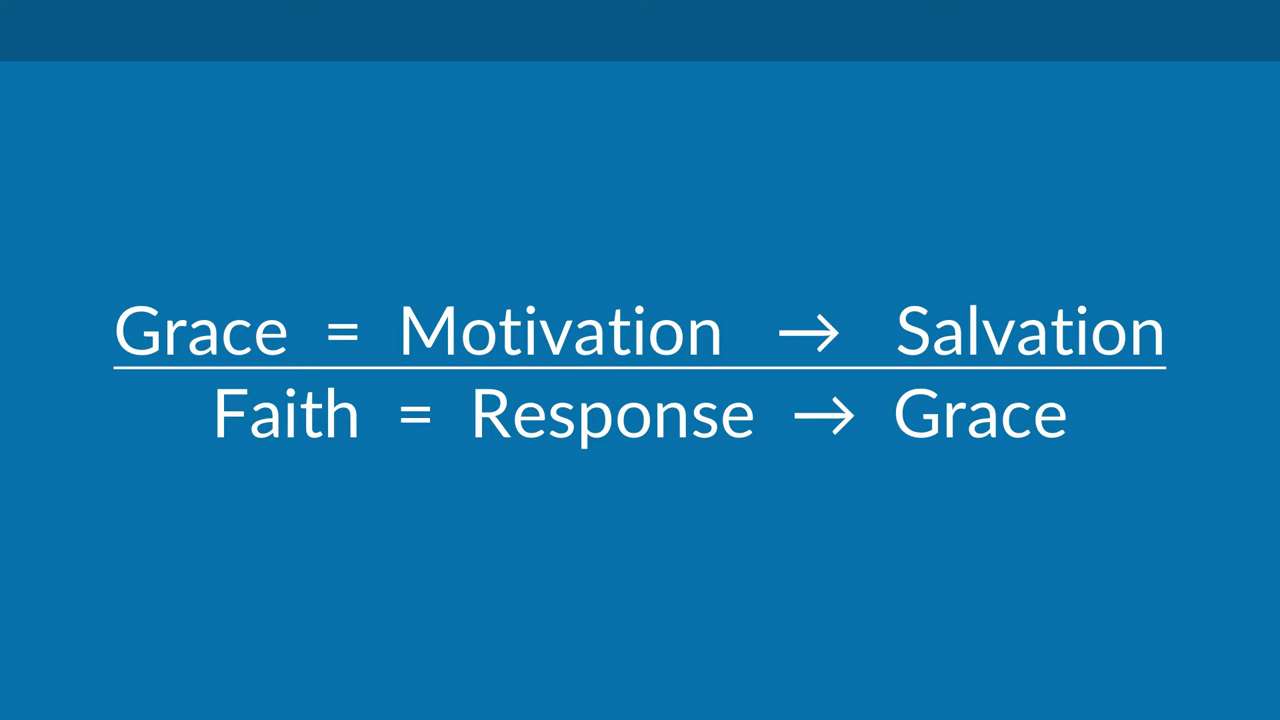 Grace = Motivation → Salvation
Faith = Response → Grace